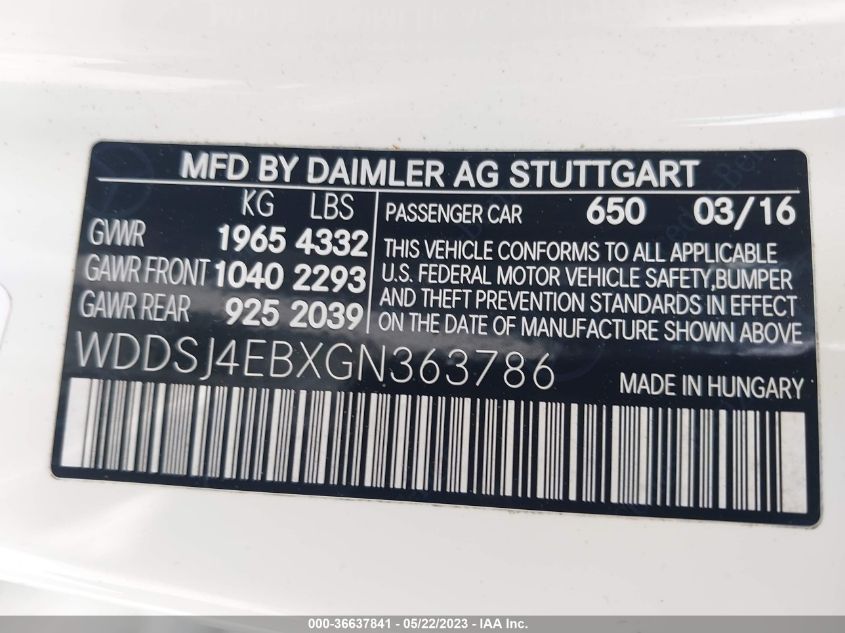 MFD BY DAIMLER AG STUTTGART
KG LBS
GVWR 1965 4332
GAWR FRONT 1040 2293
GAWR REAR 925 2039
PASSENGER CAR 650 03/16
THIS VEHICLE CONFORMS TO ALL APPLICABLE
U.S. FEDERAL MOTOR VEHICLE SAFETY,BUMPER
AND THEFT PREVENTION STANDARDS IN EFFECT
ON THE DATE OF MANUFACTURE SHOWN ABOVE
WDDSJ4EBXGN363786
MADE IN HUNGARY
000-36637841 - 05/22/2023 - IAA Inc.